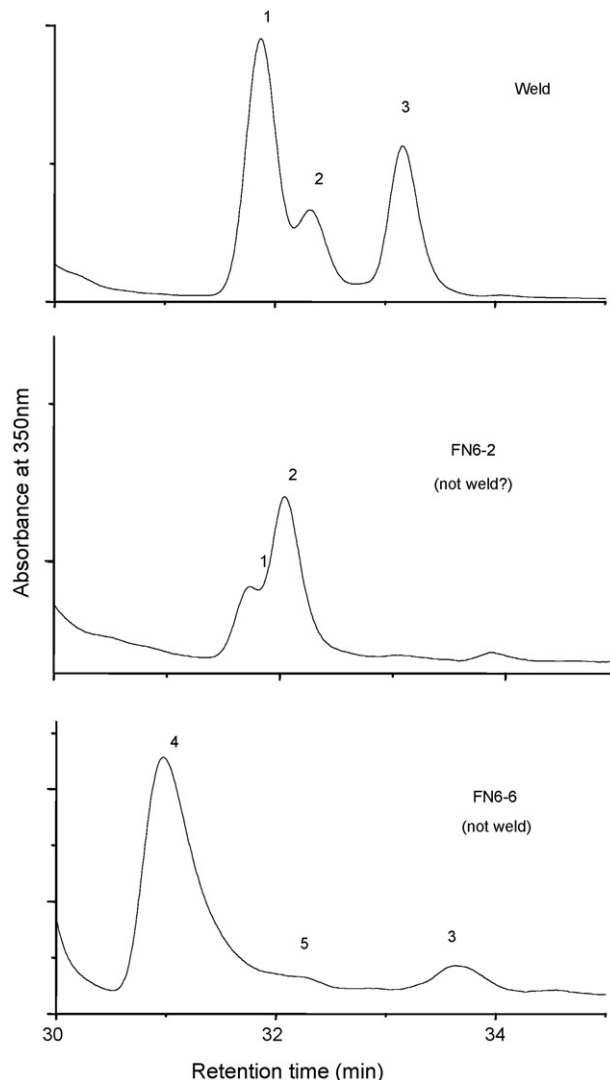 1
2
3
Weld
Absorbance at 350nm
1
2
FN6-2
(not weld?)
4
5
3
FN6-6
(not weld)
30
32
34
Retention time (min)